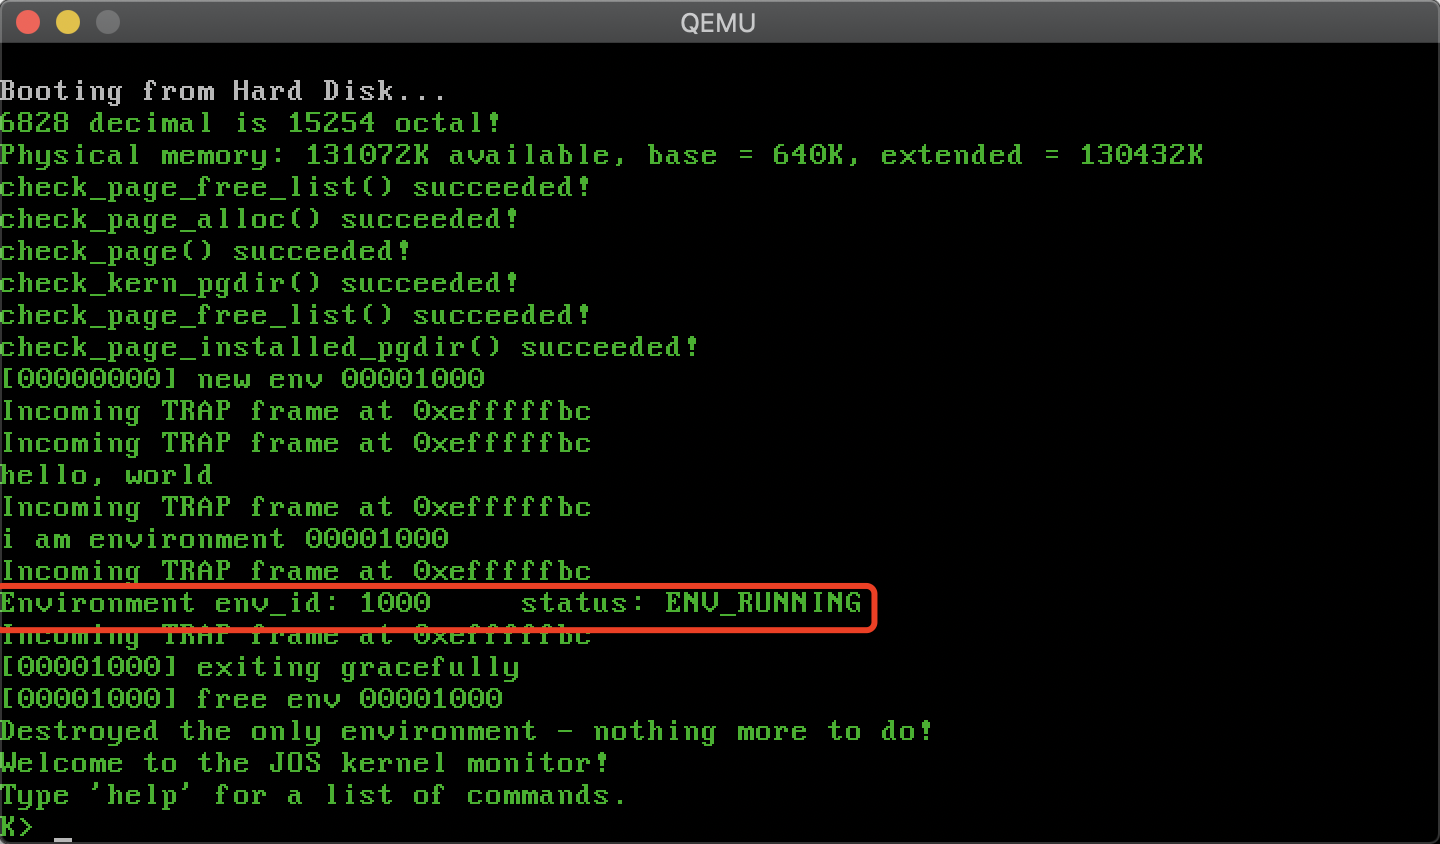 QEMU
Booting from Hard Disk...
6828 decimal is 15254 octal!
Physical memory: 131072K available, base = 640K, extended = 130432K
check_page_free_list() succeeded!
check_page_alloc() succeeded!
check_page() succeeded!
check_kern_pgdir() succeeded!
check_page_free_list() succeeded!
check_page_installed_pgdir() succeeded!
[00000000] new env 00001000
Incoming TRAP frame at 0xefffffbc
Incoming TRAP frame at 0xefffffbc
hello, world
Incoming TRAP frame at 0xefffffbc
i am environment 00001000
Incoming TRAP frame at 0xefffffbc
Environment env_id: 1000     status: ENV_RUNNING
Incoming TRAP frame at 0xefffffbc
[00001000] exiting gracefully
[00001000] free env 00001000
Destroyed the only environment - nothing more to do!
Welcome to the JOS kernel monitor!
Type 'help' for a list of commands.
K> _